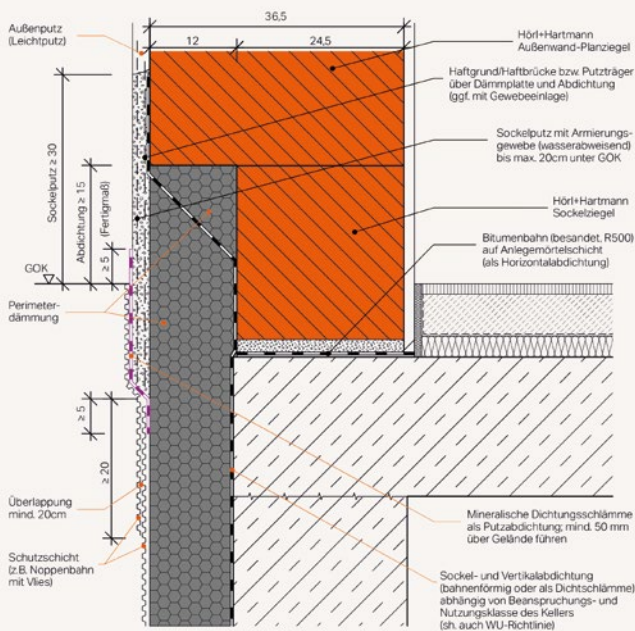 36,5
12
24,5
Außenputz
(Leichtputz)
Sockelputz ≥ 30
Abdichtung ≥ 15
(Fertigmaß)
≥ 5
GOK
Perimeter-
dämmung
≥ 5
≥ 20
Überlappung
mind. 20cm
Schutzschicht
(z.B. Noppenbahn
mit Vlies)
Hörl+Hartmann
Außenwand-Planziegel
Haftgrund/Haftbrücke bzw. Putzträger
über Dämmplatte und Abdichtung
(ggf. mit Gewebeeinlage)
Sockelputz mit Armierungs-
gewebe (wasserabweisend)
bis max. 20cm unter GOK
Hörl+Hartmann
Sockelziegel
Bitumenbahn (besandet, R500)
auf Anlegemörtelschicht
(als Horizontalabdichtung)
Mineralische Dichtungsschlämme
als Putzabdichtung; mind. 50 mm
über Gelände führen
Sockel- und Vertikalabdichtung
(bahnenförmig oder als Dichtschlämme)
abhängig von Beanspruchungs- und
Nutzungsklasse des Kellers
(sh. auch WU-Richtlinie)